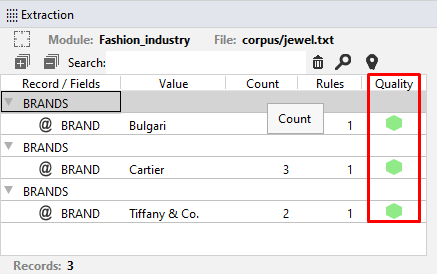 Extraction
Module: Fashion_industry File: corpus/jewel.txt
Search:
Record / Fields Value Count Rules Quality
BRANDS
@ BRAND Bulgari 1
Count
BRANDS
@ BRAND Cartier 3 1
BRANDS
@ BRAND Tiffany & Co. 2 1
Records: 3